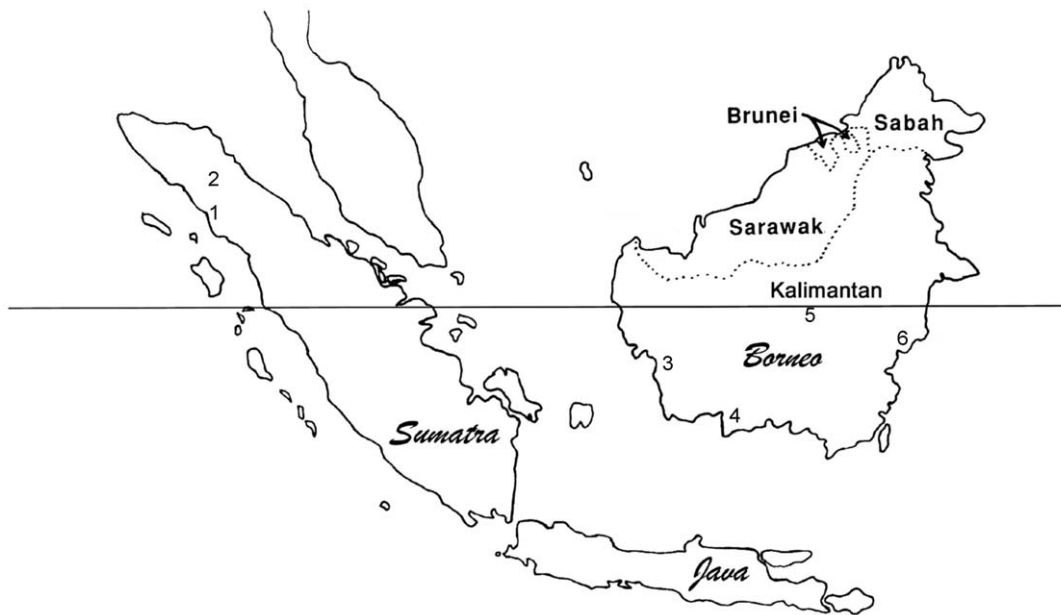 Brunei
Sabah
2
1
Sarawak
Kalimantan
5
6
3
Borneo
4
Sumatra
Java